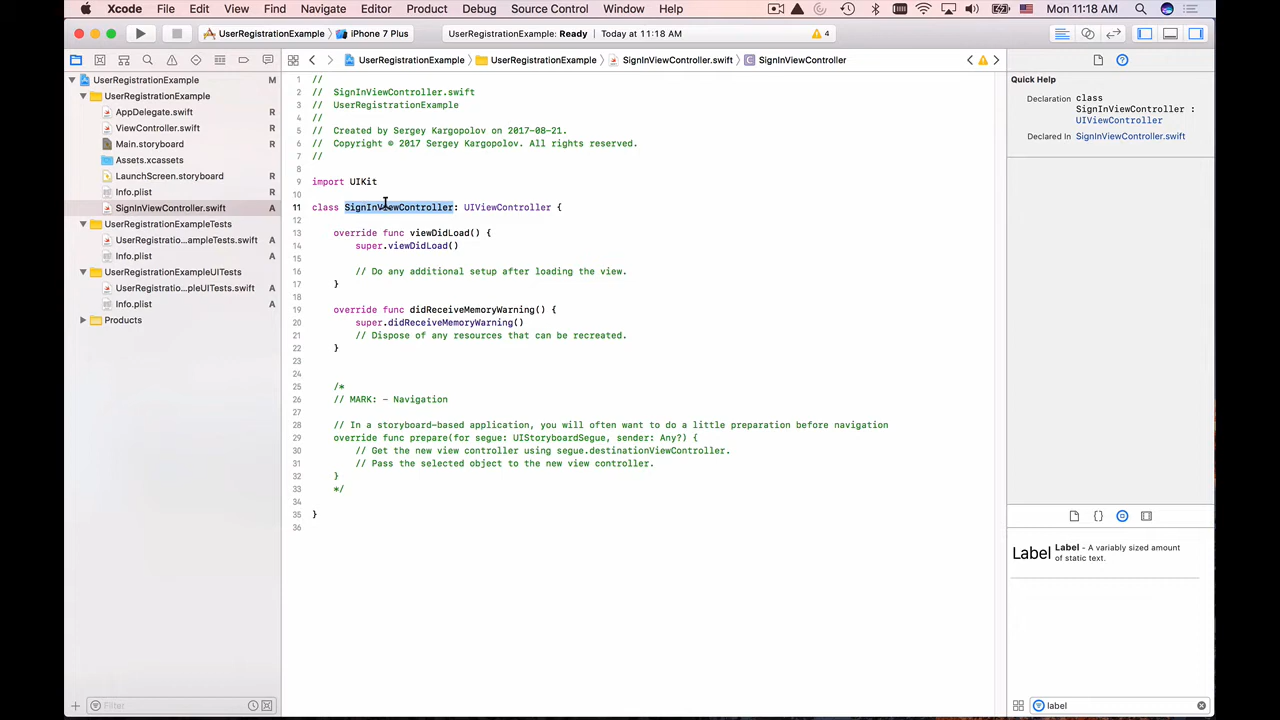 Xcode File Edit View Find Navigate Editor Product Debug Source Control Window Help Mon 11:18 AM
UserRegistrationExample iPhone 7 Plus UserRegistrationExample: Ready Today at 11:18 AM 4
UserRegistrationExample UserRegistrationExample SignInViewController.swift SignInViewController
UserRegistrationExample M
UserRegistrationExample
AppDelegate.swift R
ViewController.swift R
Main.storyboard R
Assets.xcassets
LaunchScreen.storyboard R
Info.plist R
SignInViewController.swift A
UserRegistrationExampleTests
UserRegistratio...ampleTests.swift A
Info.plist A
UserRegistrationExampleUITests
UserRegistratio...pleUITests.swift A
Info.plist A
Products
Filter
1 //
2 // SignInViewController.swift
3 // UserRegistrationExample
4 //
5 // Created by Sergey Kargopolov on 2017-08-21.
6 // Copyright © 2017 Sergey Kargopolov. All rights reserved.
7 //
8
9 import UIKit
10
11 class SignInViewController: UIViewController {
12
13 override func viewDidLoad() {
14 super.viewDidLoad()
15
16 // Do any additional setup after loading the view.
17 }
18
19 override func didReceiveMemoryWarning() {
20 super.didReceiveMemoryWarning()
21 // Dispose of any resources that can be recreated.
22 }
23
24
25 /*
26 // MARK: - Navigation
27
28 // In a storyboard-based application, you will often want to do a little preparation before navigation
29 override func prepare(for segue: UIStoryboardSegue, sender: Any?) {
30 // Get the new view controller using segue.destinationViewController.
31 // Pass the selected object to the new view controller.
32 }
33 */
34
35 }
36
Quick Help
Declaration class
SignInViewController :
UIViewController
Declared In SignInViewController.swift
Label Label - A variably sized amount
of static text.
label